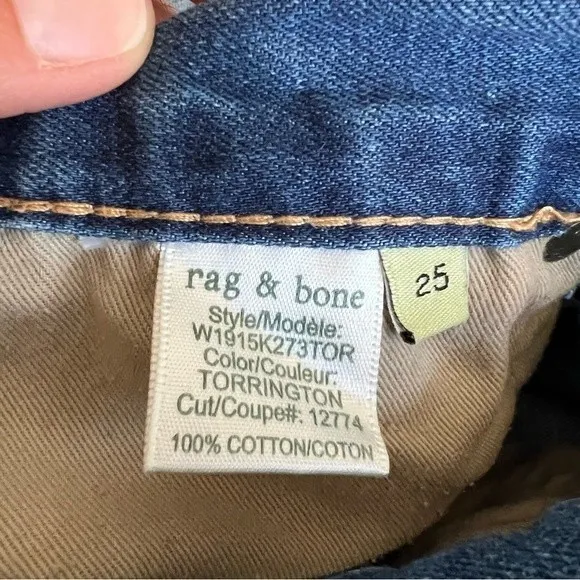 rag & bone
Style/Modèle:
W1915K273TOR
Color/Couleur:
TORRINGTON
Cut/Coupe#: 12774
100% COTTON/COTON
25